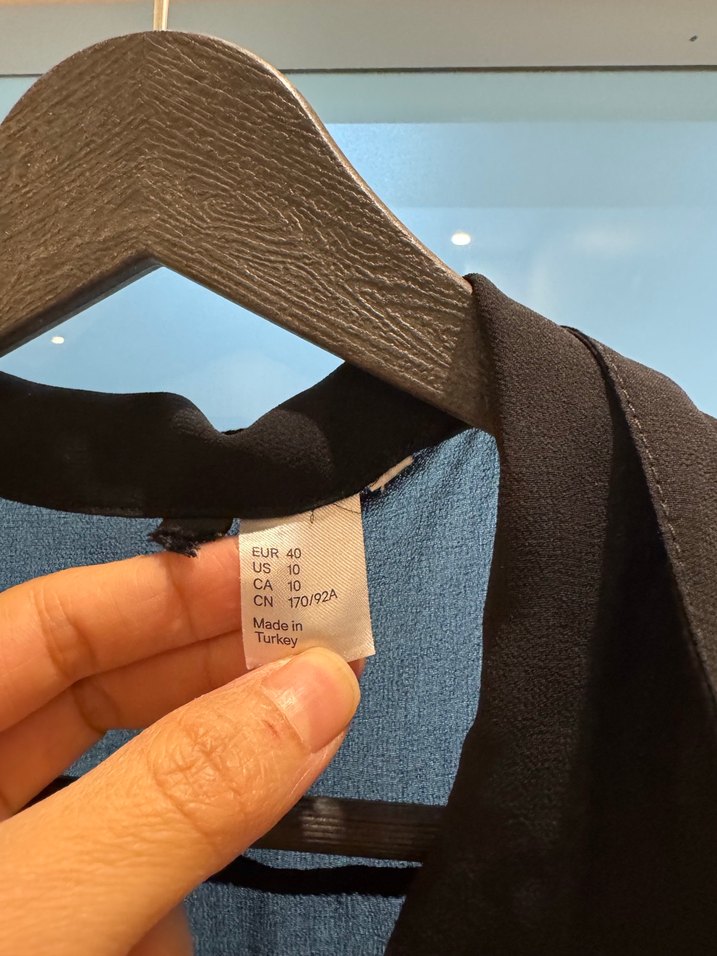 EUR 40
US 10
CA 10
CN 170/92A
Made in
Turkey